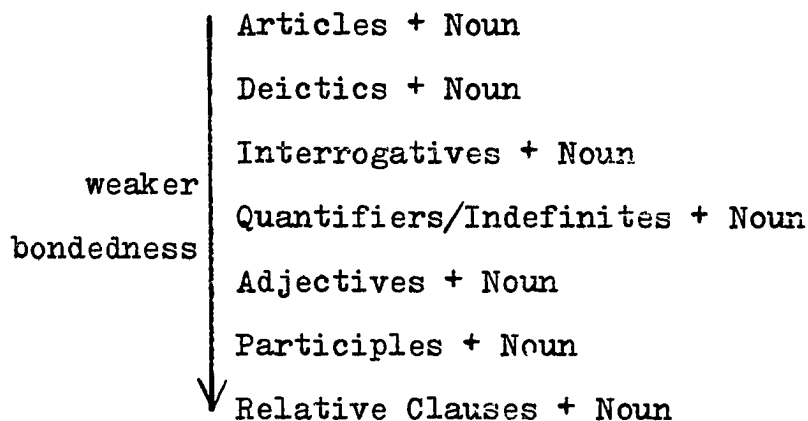 Articles + Noun
Deictics + Noun
Interrogatives + Noun
weaker
Quantifiers/Indefinites + Noun
bondedness
Adjectives + Noun
Participles + Noun
Relative Clauses + Noun